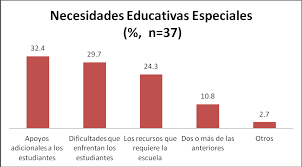 Necesidades Educativas Especiales
(%, n=37)
32.4
29.7
24.3
10.8
2.7
Apoyos adicionales a los estudiantes
Dificultades que enfrentan los estudiantes
Los recursos que requiere la escuela
Dos o más de las anteriores
Otros